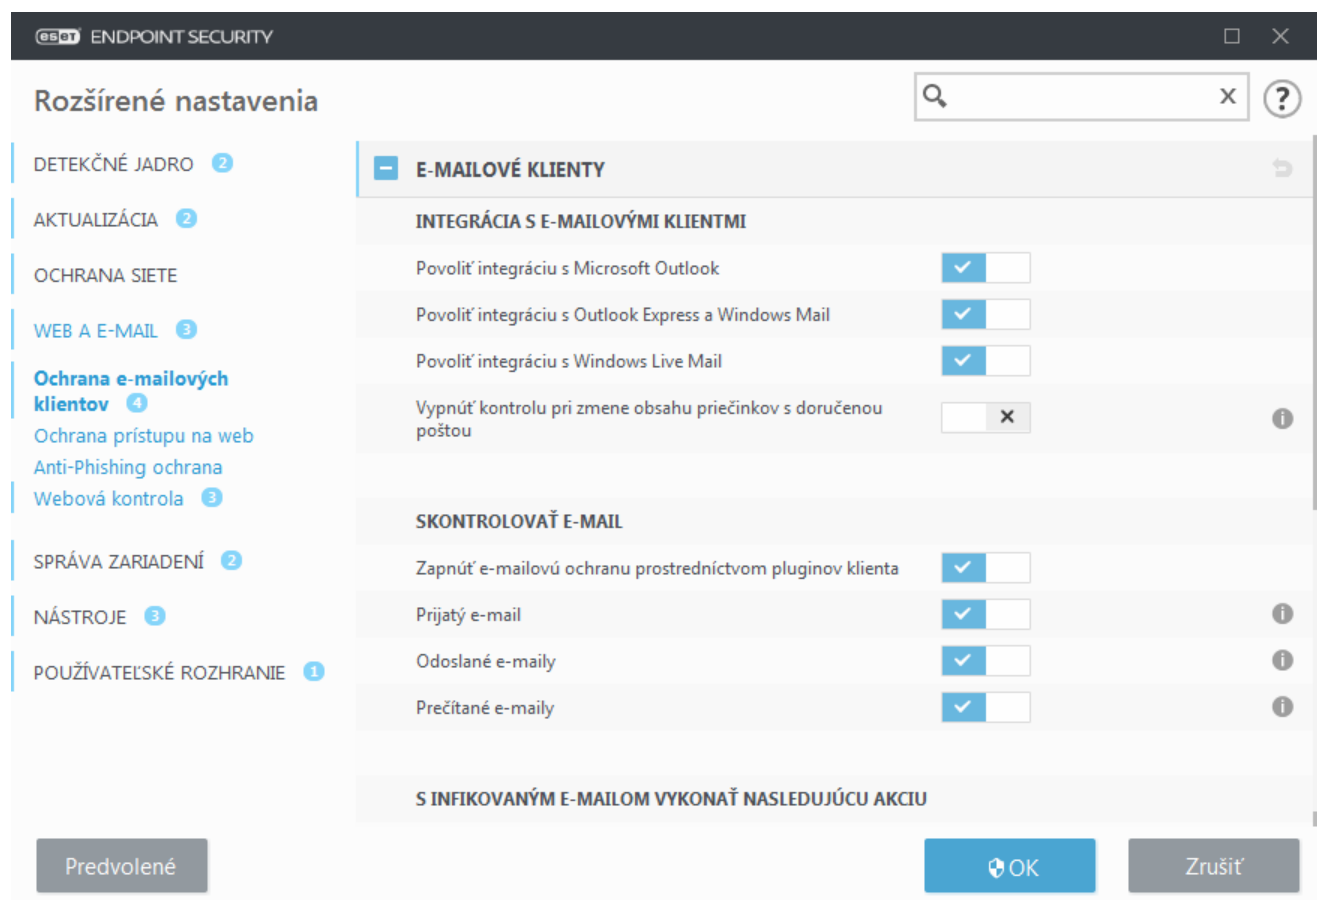 eset ENDPOINT SECURITY
Rozšírené nastavenia
DETEKČNÉ JADRO 2
AKTUALIZÁCIA 2
OCHRANA SIETE
WEB A E-MAIL 3
Ochrana e-mailových
klientov 4
Ochrana prístupu na web
Anti-Phishing ochrana
Webová kontrola 3
SPRÁVA ZARIADENÍ 2
NÁSTROJE 3
POUŽÍVATEĽSKÉ ROZHRANIE 1
E-MAILOVÉ KLIENTY
INTEGRÁCIA S E-MAILOVÝMI KLIENTMI
Povoliť integráciu s Microsoft Outlook
Povoliť integráciu s Outlook Express a Windows Mail
Povoliť integráciu s Windows Live Mail
Vypnúť kontrolu pri zmene obsahu priečinkov s doručenou
poštou
SKONTROLOVAŤ E-MAIL
Zapnúť e-mailovú ochranu prostredníctvom pluginov klienta
Prijatý e-mail
Odoslané e-maily
Prečítané e-maily
S INFIKOVANÝM E-MAILOM VYKONAŤ NASLEDUJÚCU AKCIU
Predvolené
OK
Zrušiť